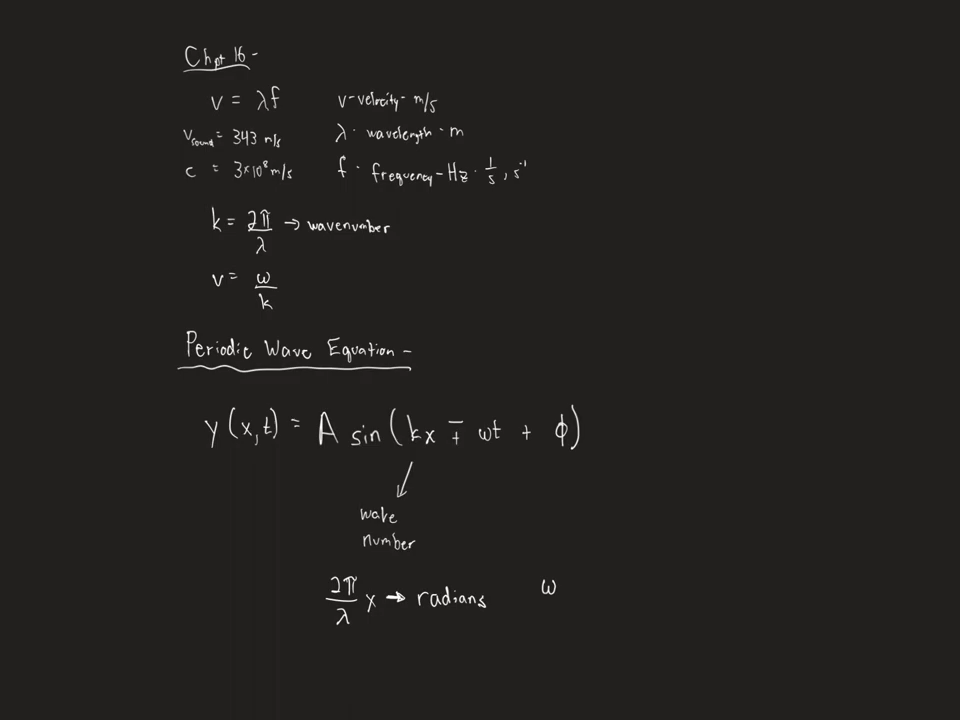 Chpt 16 -
v = λf v - velocity - m/s
v sound = 343 m/s λ - wavelength - m
c = 3×10⁸ m/s f - frequency - Hz - 1/s, s⁻¹
k = 2π/λ → wavenumber
v = ω/k
Periodic Wave Equation -
y(x,t) = A sin(kx ∓ ωt + φ)
wave
number
2π/λ x → radians ω